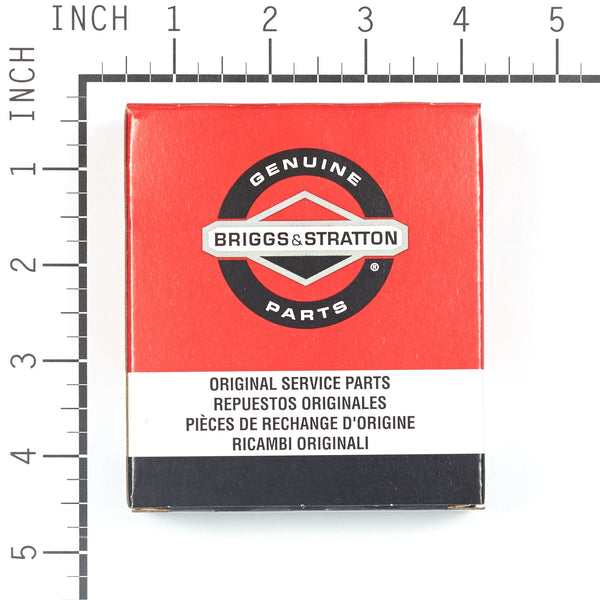 INCH 1 2 3 4 5
INCH
1
2
3
4
5
GENUINE
BRIGGS & STRATTON
®
PARTS
ORIGINAL SERVICE PARTS
REPUESTOS ORIGINALES
PIÈCES DE RECHANGE D'ORIGINE
RICAMBI ORIGINALI